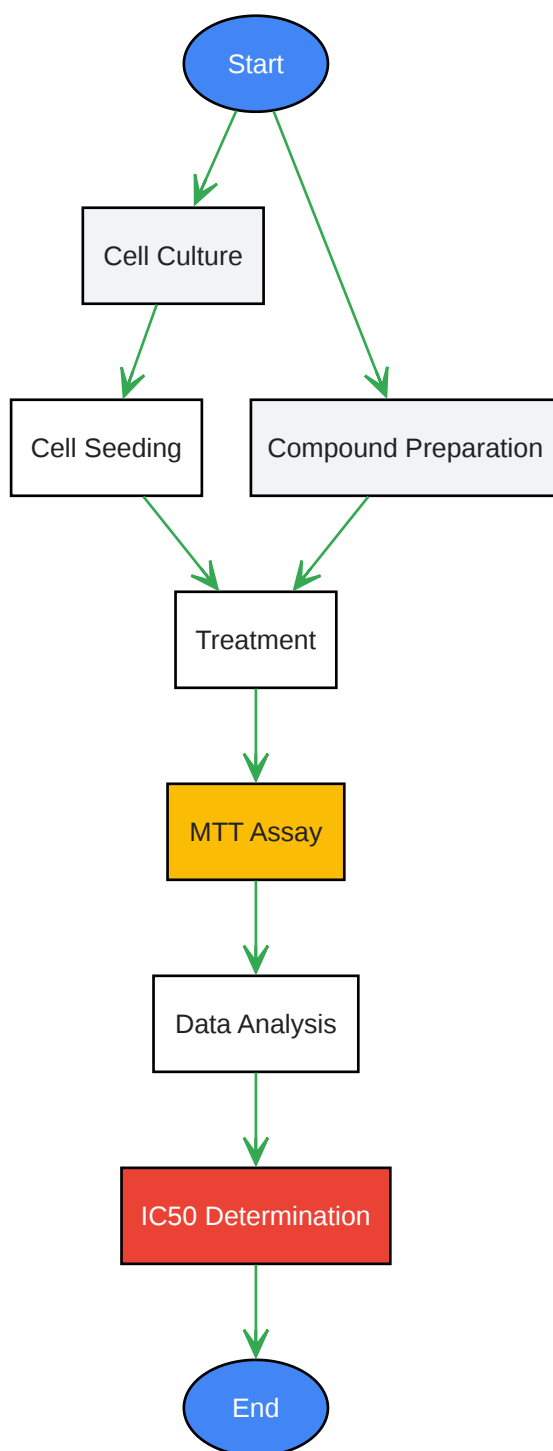 Start
Cell Culture
Cell Seeding
Compound Preparation
Treatment
MTT Assay
Data Analysis
IC50 Determination
End